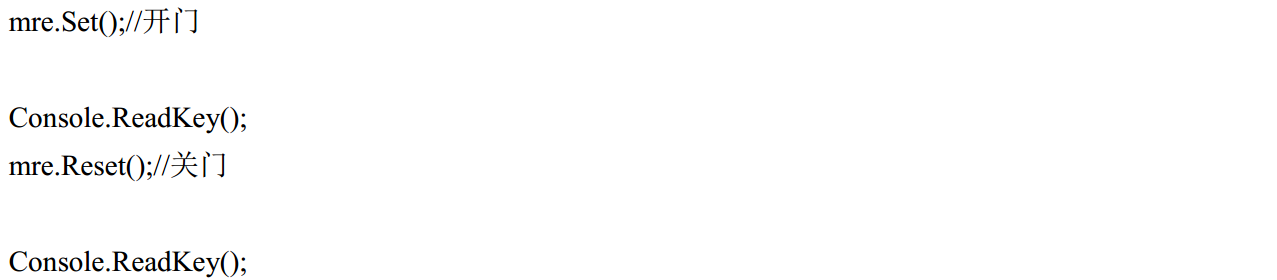 mre.Set();//开门
Console.ReadKey();
mre.Reset();//关门
Console.ReadKey();